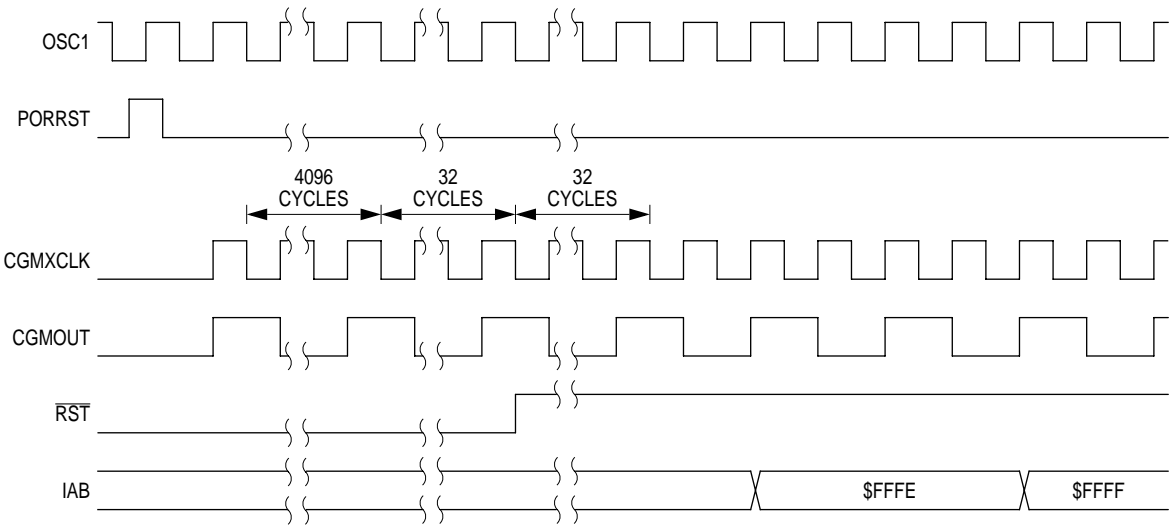 OSC1
PORRST
4096
CYCLES
32
CYCLES
32
CYCLES
CGMXCLK
CGMOUT
RST
IAB
$FFFE
$FFFF